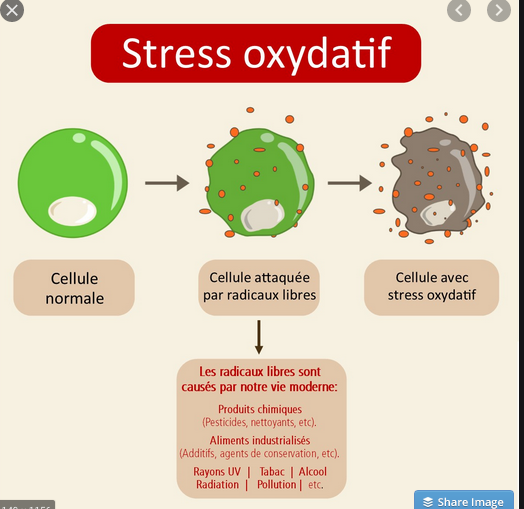 Stress oxydatif
Cellule
normale
Cellule attaquée
par radicaux libres
Cellule avec
stress oxydatif
Les radicaux libres sont
causés par notre vie moderne:
Produits chimiques
(Pesticides, nettoyants, etc).
Aliments industrialisés
(Additifs, agents de conservation, etc).
Rayons UV | Tabac | Alcool
Radiation | Pollution | etc.
Share Image